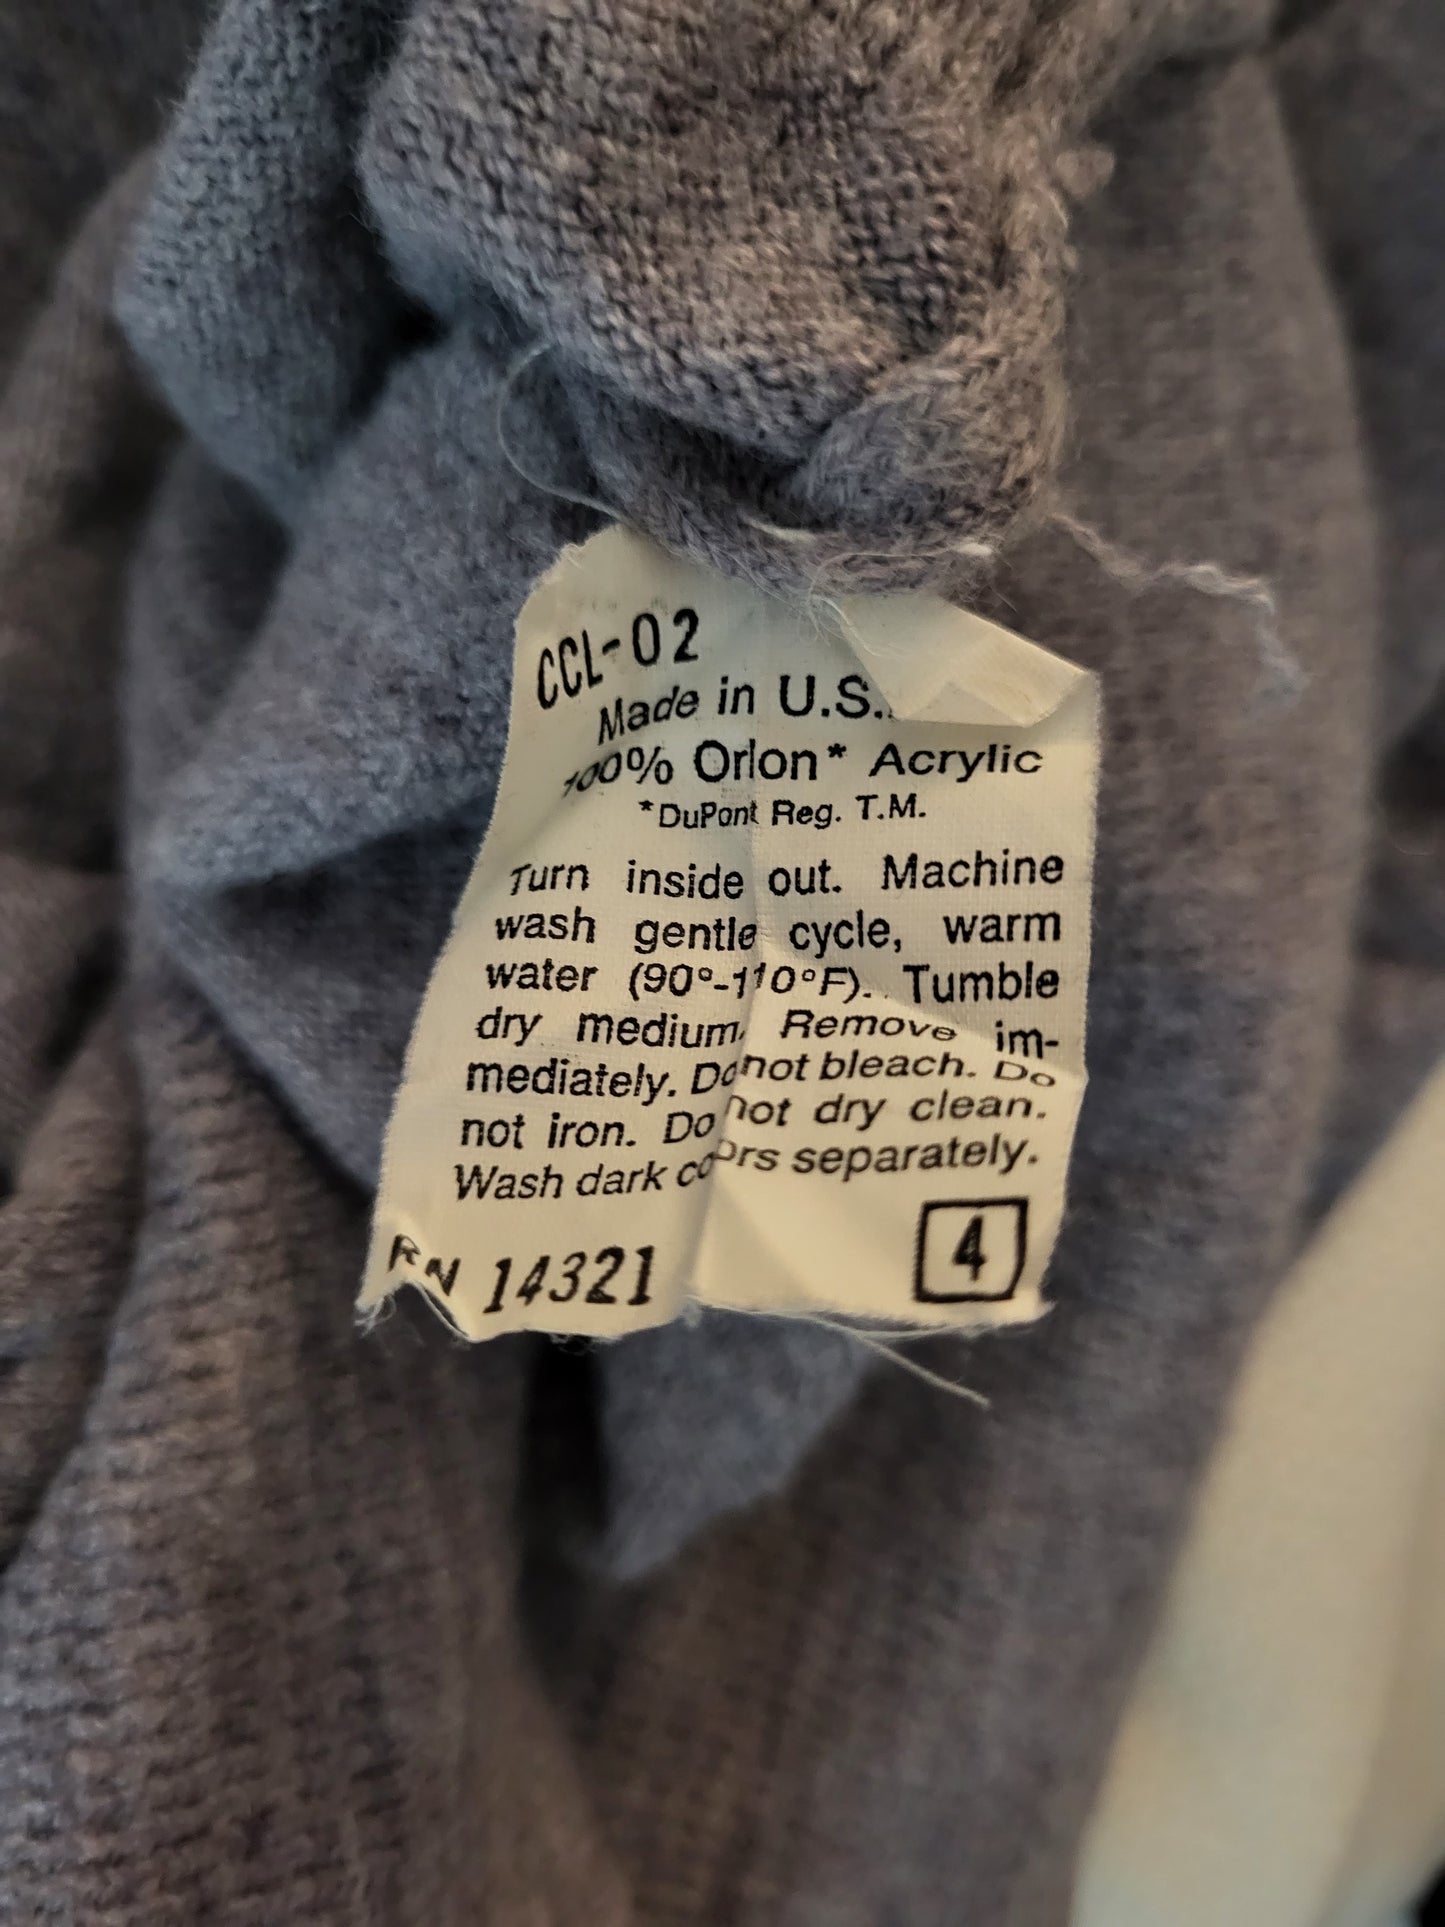 CCL-02
Made in U.S.
100% Orlon* Acrylic
*DuPont Reg. T.M.
Turn inside out. Machine
wash gentle cycle, warm
water (90°-110°F). Tumble
dry medium. Remove im-
mediately. Do not bleach. Do
not iron. Do not dry clean.
Wash dark colors separately.
RN 14321
4